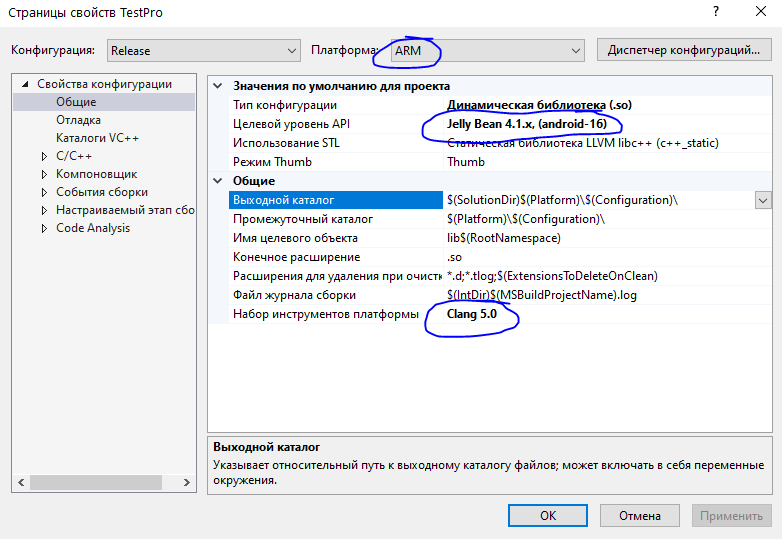 Страницы свойств TestPro
? ×
Конфигурация: Release Платформа: ARM Диспетчер конфигураций...
Свойства конфигурации
Общие
Отладка
Каталоги VC++
C/C++
Компоновщик
События сборки
Настраиваемый этап сбо
Code Analysis
Значения по умолчанию для проекта
Тип конфигурации Динамическая библиотека (.so)
Целевой уровень API Jelly Bean 4.1.x, (android-16)
Использование STL Статическая библиотека LLVM libc++ (c++_static)
Режим Thumb Thumb
Общие
Выходной каталог $(SolutionDir)$(Platform)\$(Configuration)\
Промежуточный каталог $(Platform)\$(Configuration)\
Имя целевого объекта lib$(RootNamespace)
Конечное расширение .so
Расширения для удаления при очистк *.d;*.tlog;$(ExtensionsToDeleteOnClean)
Файл журнала сборки $(IntDir)$(MSBuildProjectName).log
Набор инструментов платформы Clang 5.0
Выходной каталог
Указывает относительный путь к выходному каталогу файлов; может включать в себя переменные
окружения.
ОК Отмена Применить